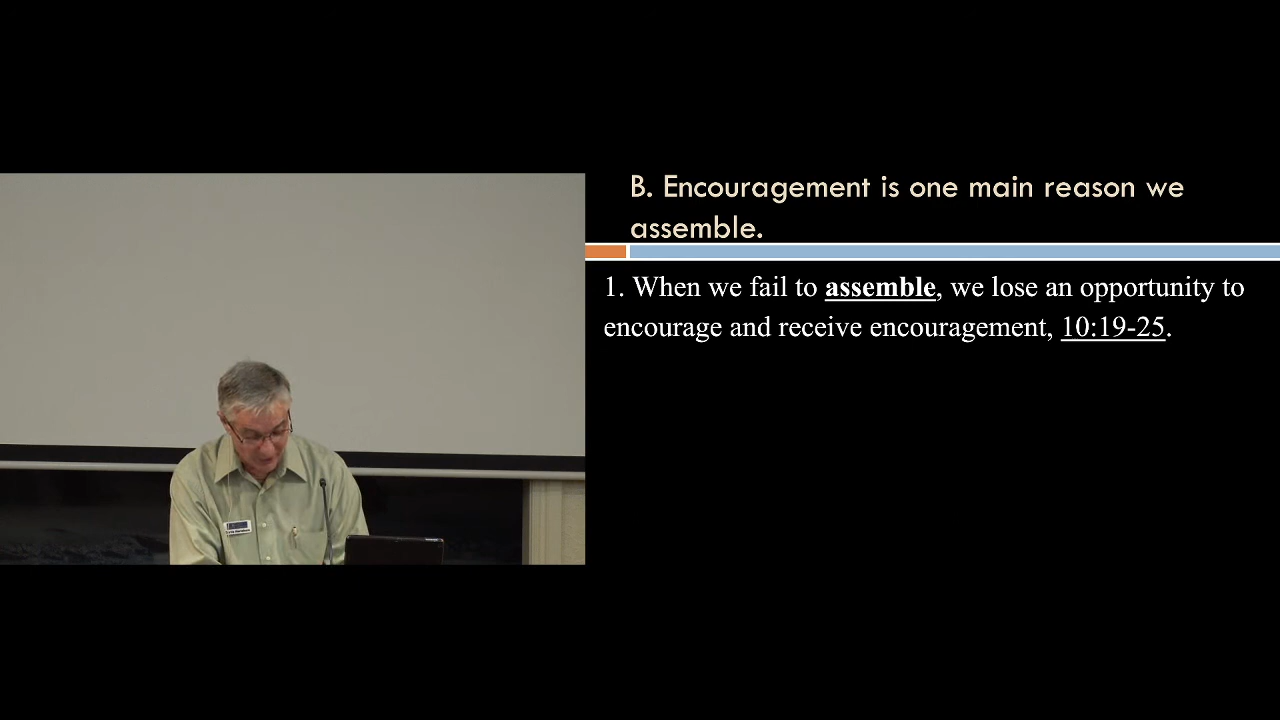 B. Encouragement is one main reason we
assemble.
1. When we fail to assemble, we lose an opportunity to
encourage and receive encouragement, 10:19-25.